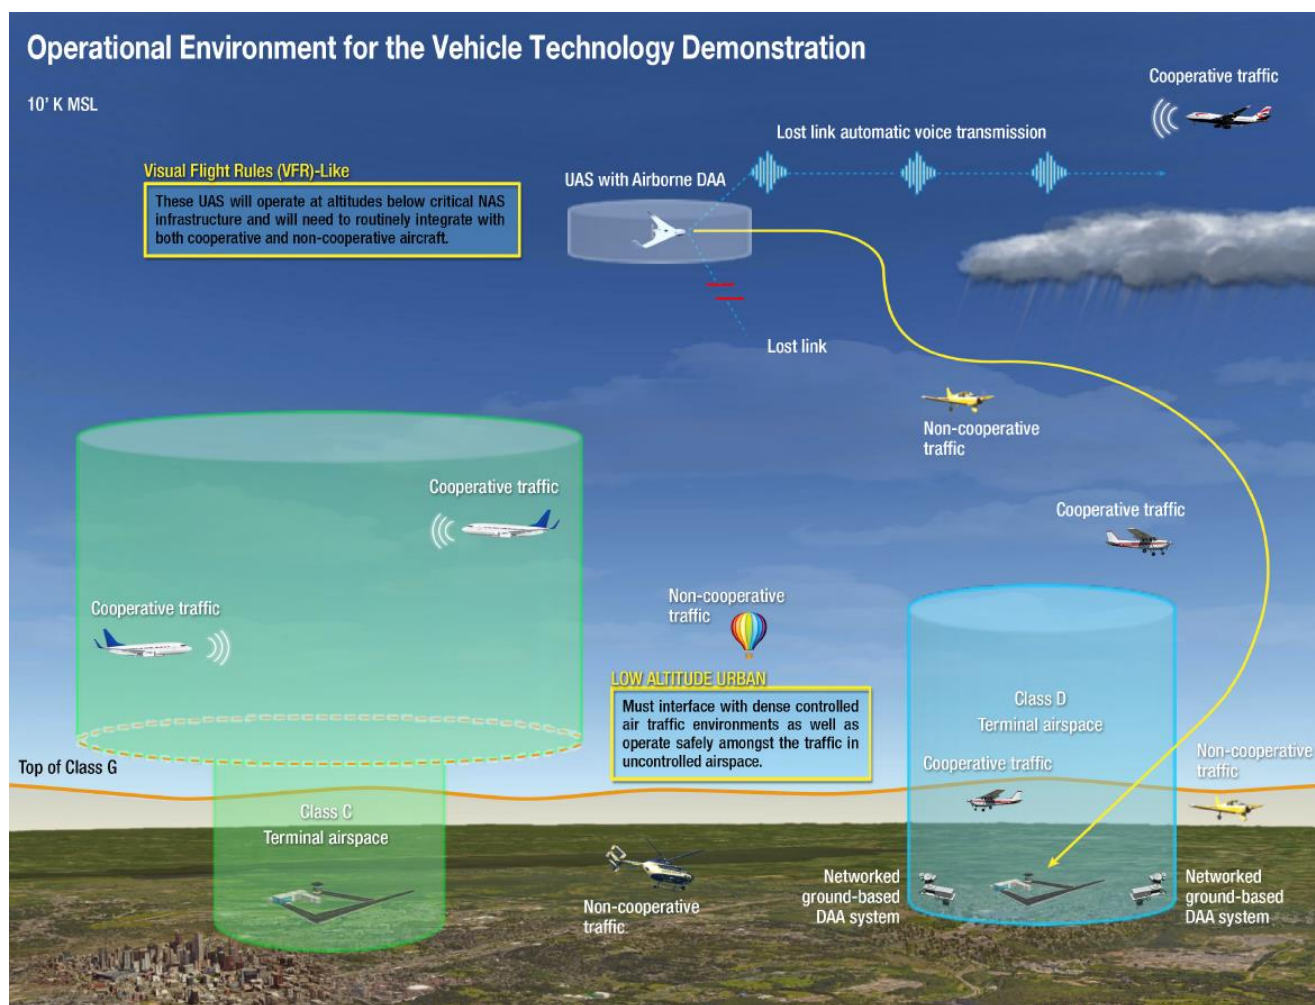 Operational Environment for the Vehicle Technology Demonstration
10' K MSL
Cooperative traffic
Lost link automatic voice transmission
Visual Flight Rules (VFR)-Like
These UAS will operate at altitudes below critical NAS
infrastructure and will need to routinely integrate with
both cooperative and non-cooperative aircraft.
UAS with Airborne DAA
Lost link
Non-cooperative
traffic
Cooperative traffic
Cooperative traffic
Cooperative traffic
Non-cooperative
traffic
LOW ALTITUDE URBAN
Must interface with dense controlled
air traffic environments as well as
operate safely amongst the traffic in
uncontrolled airspace.
Class D
Terminal airspace
Cooperative traffic
Non-cooperative
traffic
Top of Class G
Class C
Terminal airspace
Non-cooperative
traffic
Networked
ground-based
DAA system
Networked
ground-based
DAA system